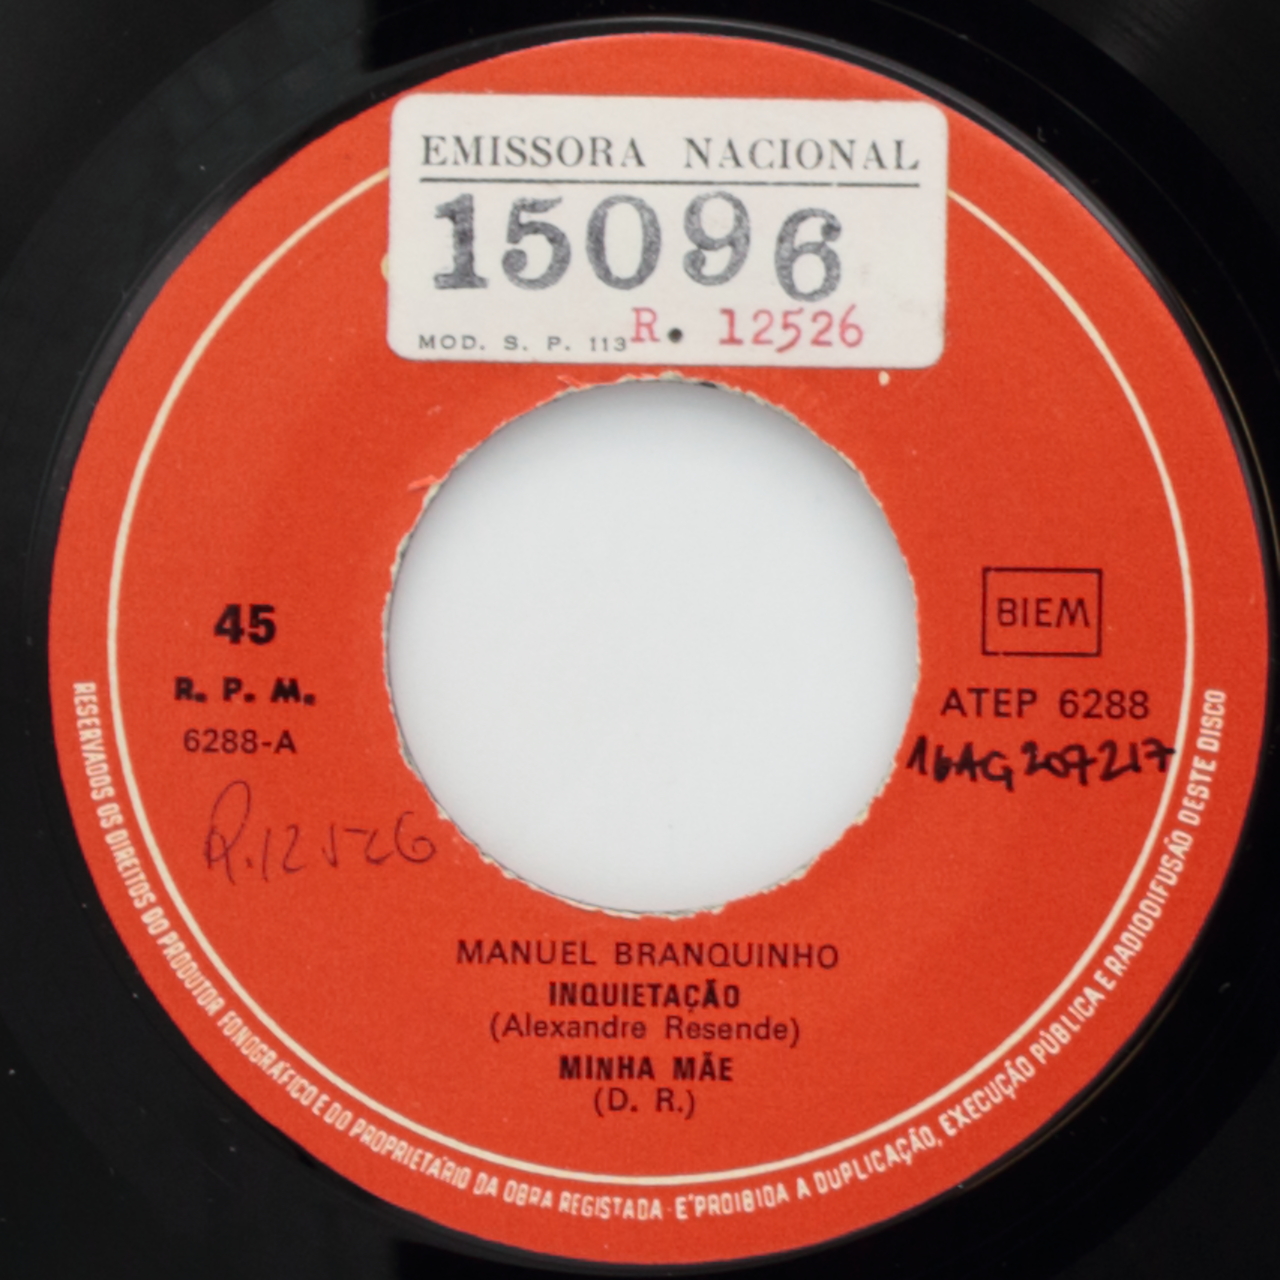 EMISSORA NACIONAL
15096
MOD. S. P. 113 R. 12526
45
R. P. M.
6288-A
R.12526
BIEM
ATEP 6288
16AG207217
MANUEL BRANQUINHO
INQUIETAÇÃO
(Alexandre Resende)
MINHA MÃE
(D. R.)
RESERVADOS OS DIREITOS DO PRODUTOR FONOGRÁFICO E DO PROPRIETÁRIO DA OBRA REGISTADA · E'PROIBIDA A DUPLICAÇÃO, EXECUÇÃO PÚBLICA E RADIODIFUSÃO DESTE DISCO